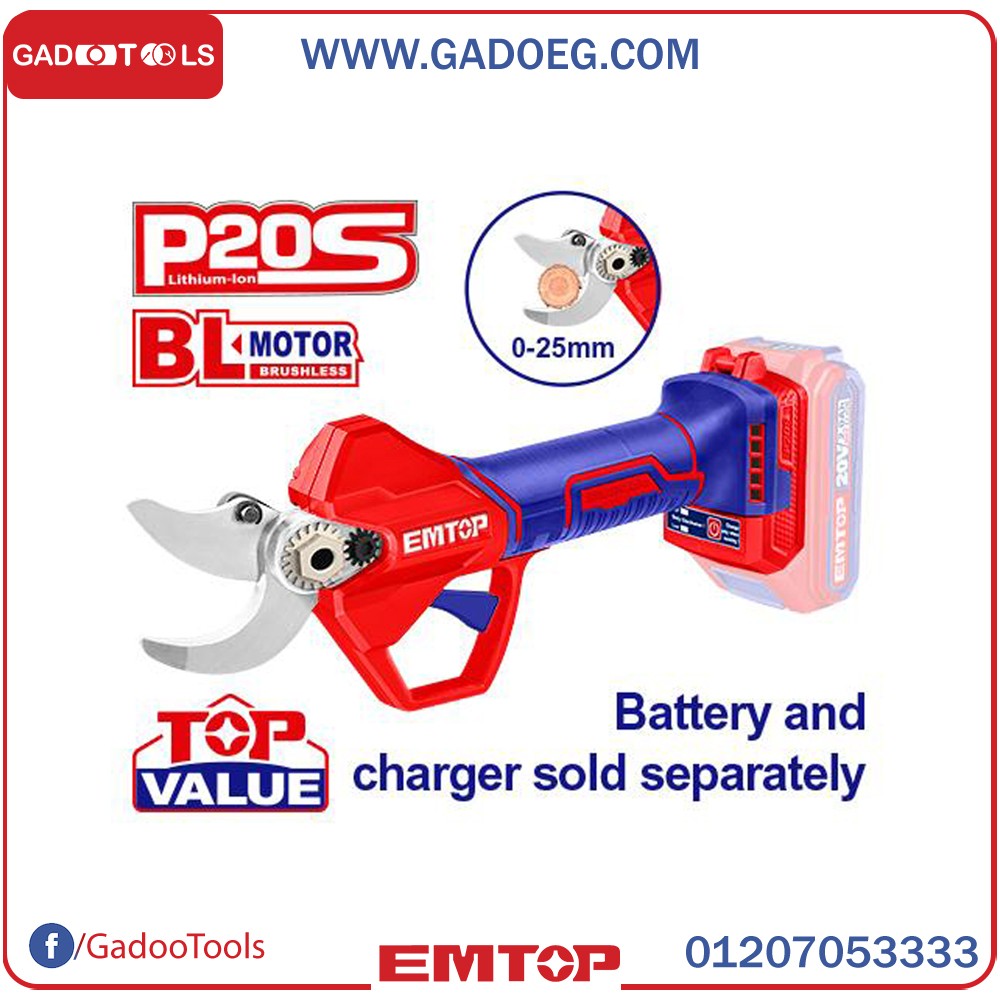 GADOOTOOLS
WWW.GADOEG.COM
P20S
Lithium-Ion
BL MOTOR
BRUSHLESS
0-25mm
EMTOP
EMTOP 20V
TOP
VALUE
Battery and
charger sold separately
/GadooTools
EMTOP
01207053333